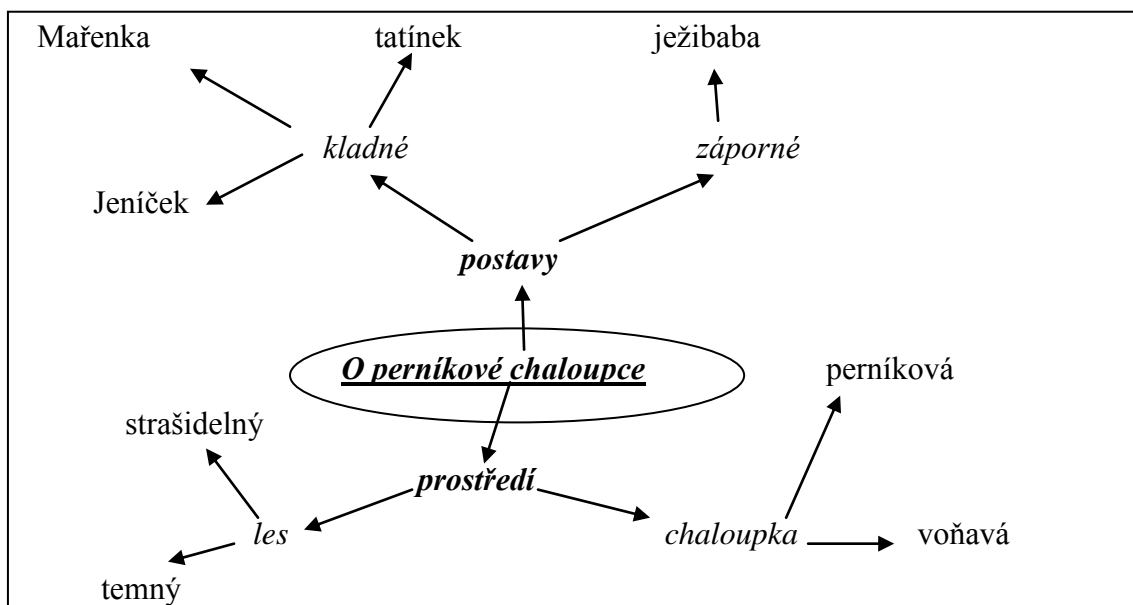 Mařenka tatínek ježibaba
kladné záporné
Jeníček
postavy
O perníkové chaloupce
perníková
strašidelný
prostředí
les chaloupka voňavá
temný